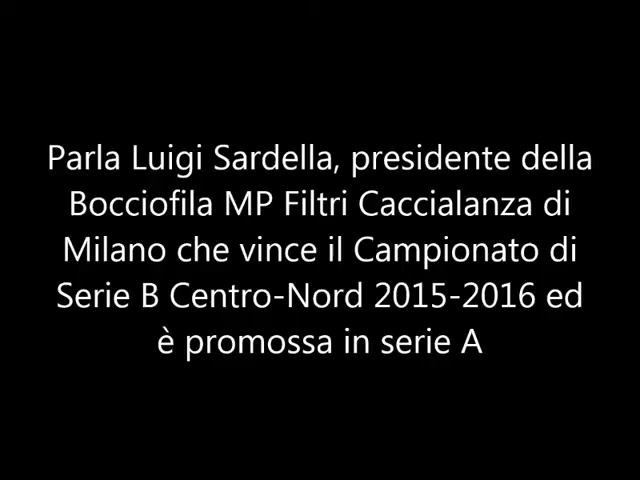 Parla Luigi Sardella, presidente della
Bocciofila MP Filtri Caccialanza di
Milano che vince il Campionato di
Serie B Centro-Nord 2015-2016 ed
è promossa in serie A